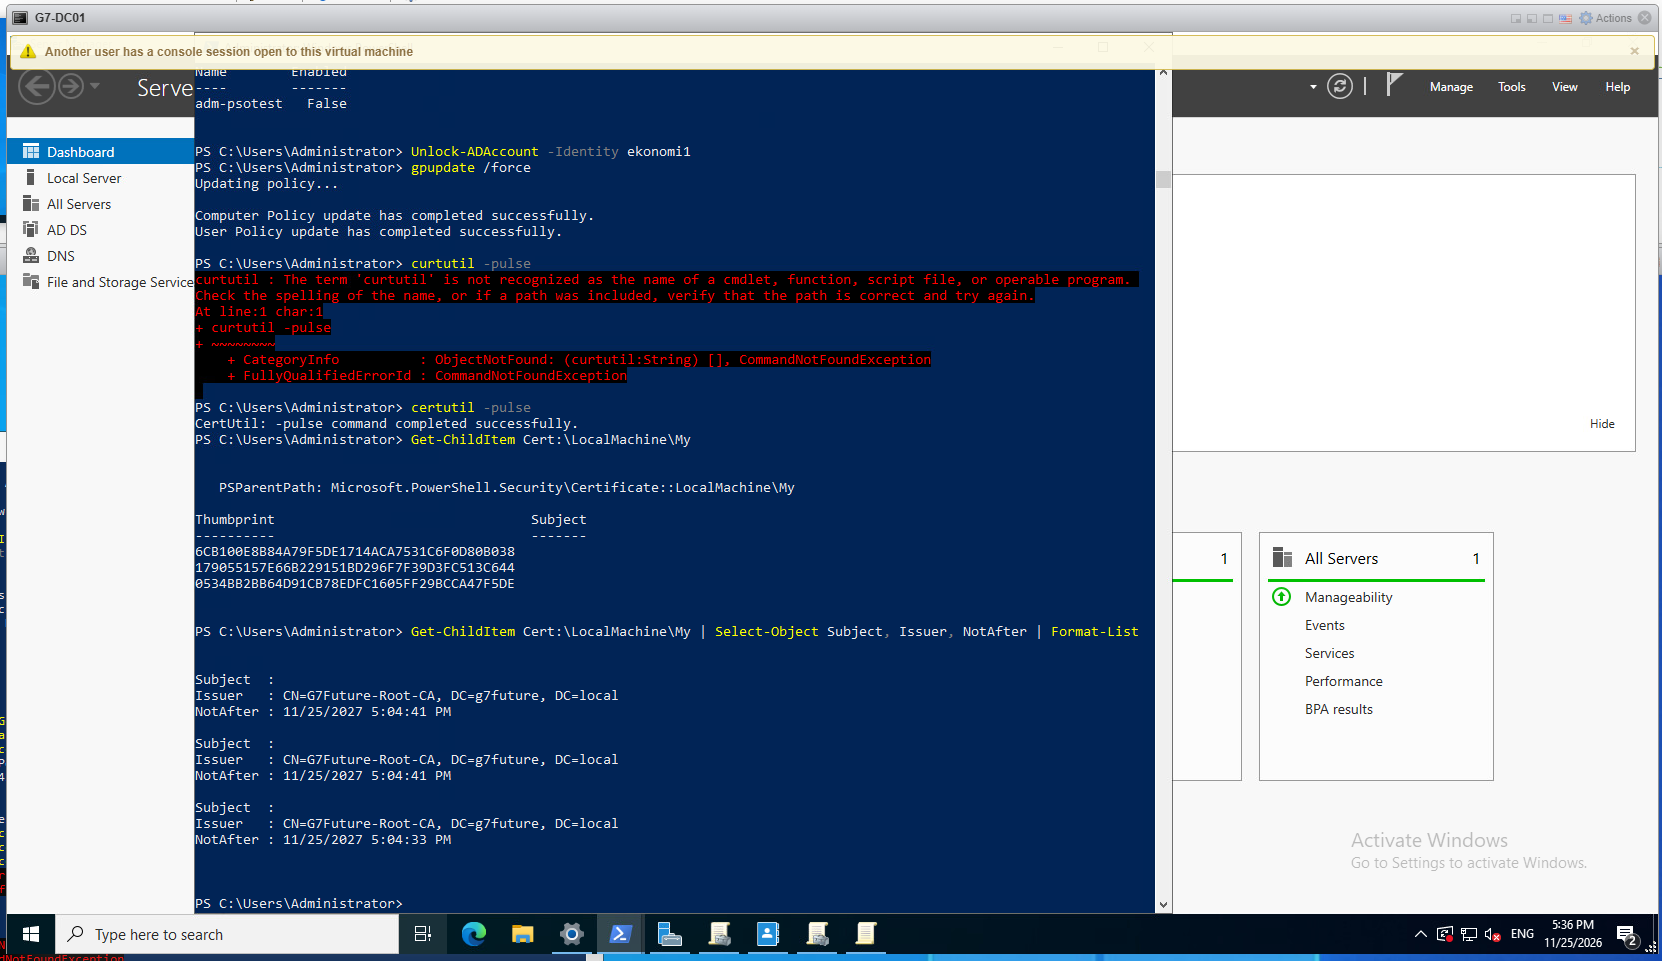 G7-DC01
Actions
Another user has a console session open to this virtual machine
Serve
Manage
Tools
View
Help
Dashboard
Local Server
All Servers
AD DS
DNS
File and Storage Service
Name        Enabled
----        -------
adm-psotest   False
PS C:\Users\Administrator> Unlock-ADAccount -Identity ekonomi1
PS C:\Users\Administrator> gpupdate /force
Updating policy...
Computer Policy update has completed successfully.
User Policy update has completed successfully.
PS C:\Users\Administrator> curtutil -pulse
curtutil : The term 'curtutil' is not recognized as the name of a cmdlet, function, script file, or operable program.
Check the spelling of the name, or if a path was included, verify that the path is correct and try again.
At line:1 char:1
+ curtutil -pulse
+ ~~~~~~~~
    + CategoryInfo          : ObjectNotFound: (curtutil:String) [], CommandNotFoundException
    + FullyQualifiedErrorId : CommandNotFoundException
PS C:\Users\Administrator> certutil -pulse
CertUtil: -pulse command completed successfully.
PS C:\Users\Administrator> Get-ChildItem Cert:\LocalMachine\My
   PSParentPath: Microsoft.PowerShell.Security\Certificate::LocalMachine\My
Thumbprint                                Subject
----------                                -------
6CB100E8B84A79F5DE1714ACA7531C6F0D80B038
179055157E66B229151BD296F7F39D3FC513C644
0534BB2BB64D91CB78EDFC1605FF29BCCA47F5DE
PS C:\Users\Administrator> Get-ChildItem Cert:\LocalMachine\My | Select-Object Subject, Issuer, NotAfter | Format-List
Subject  :
Issuer   : CN=G7Future-Root-CA, DC=g7future, DC=local
NotAfter : 11/25/2027 5:04:41 PM
Subject  :
Issuer   : CN=G7Future-Root-CA, DC=g7future, DC=local
NotAfter : 11/25/2027 5:04:41 PM
Subject  :
Issuer   : CN=G7Future-Root-CA, DC=g7future, DC=local
NotAfter : 11/25/2027 5:04:33 PM
PS C:\Users\Administrator>
Hide
1
All Servers 1
Manageability
Events
Services
Performance
BPA results
Activate Windows
Go to Settings to activate Windows.
Type here to search
ENG
5:36 PM
11/25/2026
2
dNotFoundException